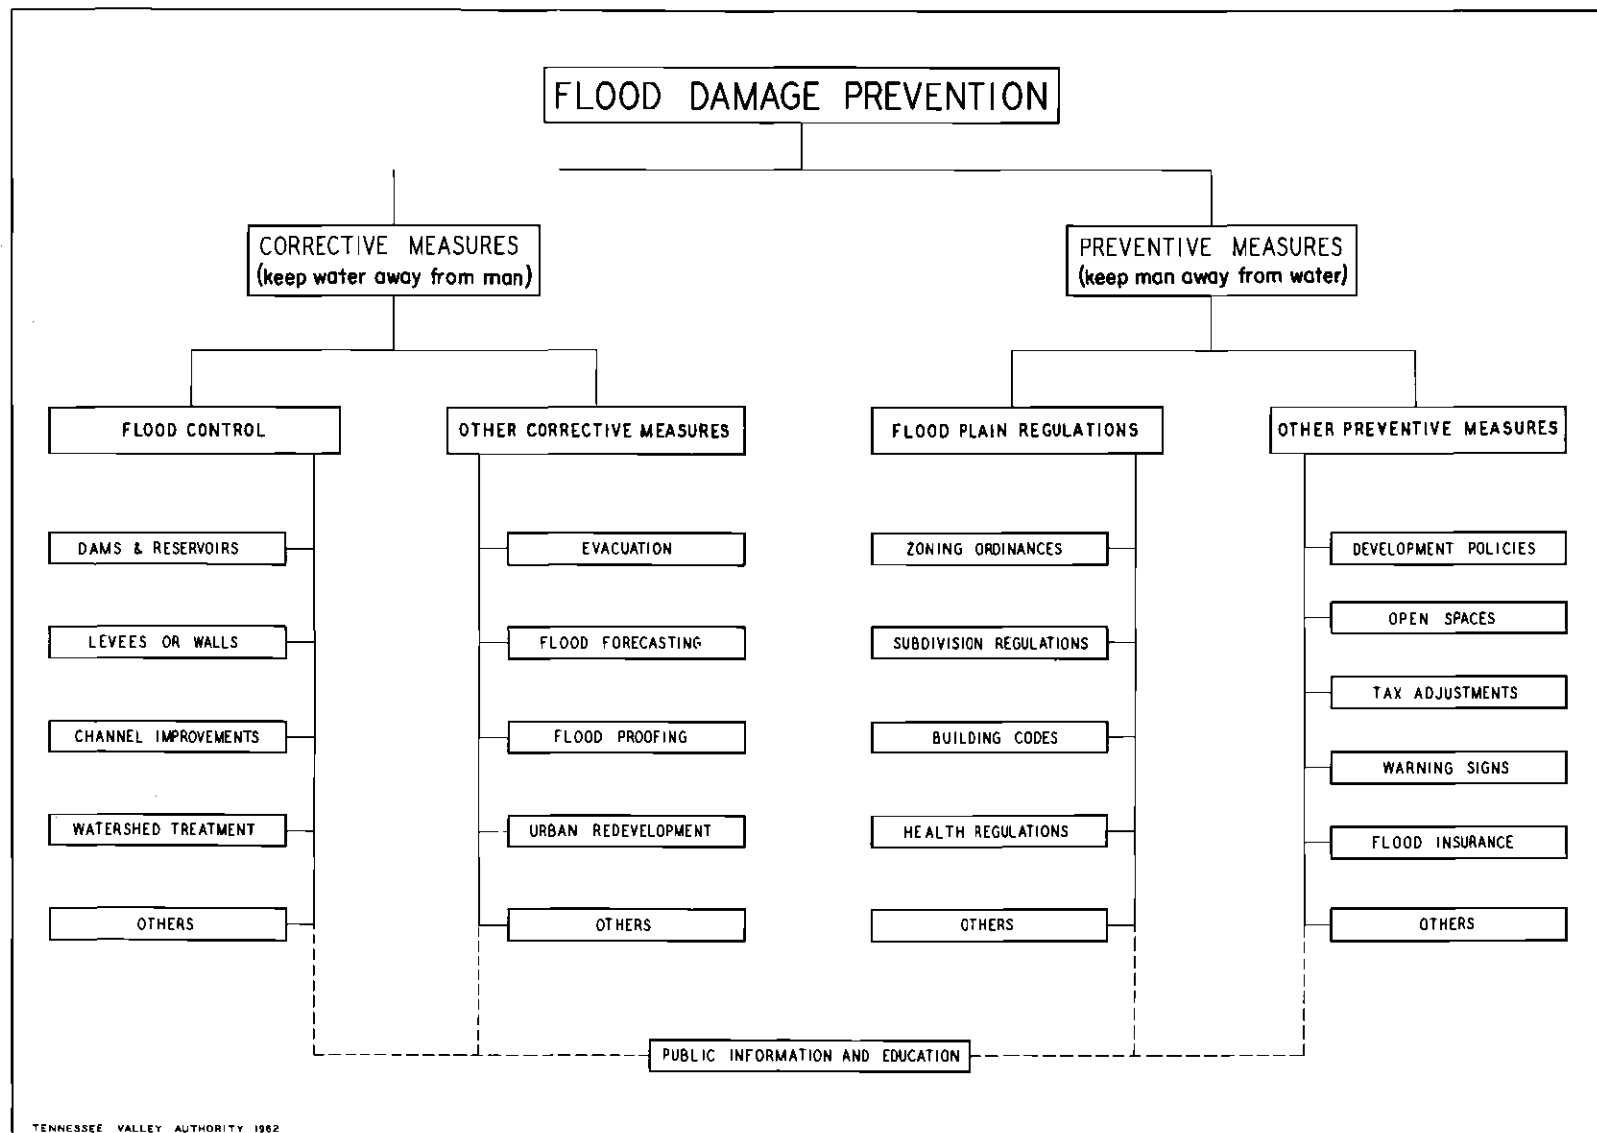 FLOOD DAMAGE PREVENTION
CORRECTIVE MEASURES
(keep water away from man)
PREVENTIVE MEASURES
(keep man away from water)
FLOOD CONTROL
OTHER CORRECTIVE MEASURES
FLOOD PLAIN REGULATIONS
OTHER PREVENTIVE MEASURES
DAMS & RESERVOIRS
LEVEES OR WALLS
CHANNEL IMPROVEMENTS
WATERSHED TREATMENT
OTHERS
EVACUATION
FLOOD FORECASTING
FLOOD PROOFING
URBAN REDEVELOPMENT
OTHERS
ZONING ORDINANCES
SUBDIVISION REGULATIONS
BUILDING CODES
HEALTH REGULATIONS
OTHERS
DEVELOPMENT POLICIES
OPEN SPACES
TAX ADJUSTMENTS
WARNING SIGNS
FLOOD INSURANCE
OTHERS
PUBLIC INFORMATION AND EDUCATION
TENNESSEE VALLEY AUTHORITY 1962